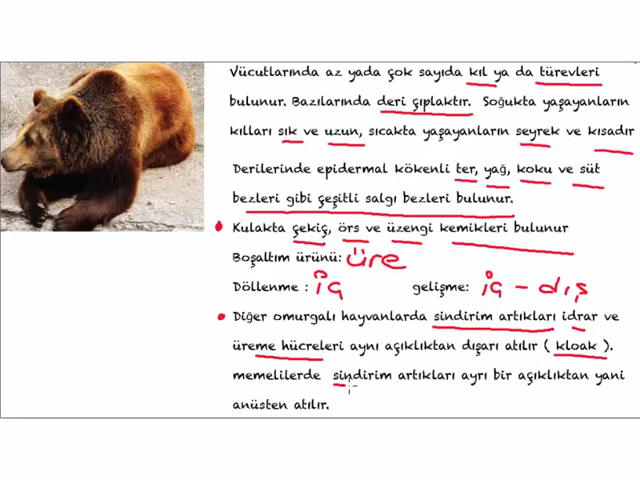 Vücutlarında az yada çok sayıda kıl ya da türevleri
bulunur. Bazılarında deri çıplaktır. Soğukta yaşayanların
kılları sık ve uzun, sıcakta yaşayanların seyrek ve kısadır
Derilerinde epidermal kökenli ter, yağ, koku ve süt
bezleri gibi çeşitli salgı bezleri bulunur.
Kulakta çekiç, örs ve üzengi kemikleri bulunur
Boşaltım ürünü: üre
Döllenme : iç gelişme: iç - dış
Diğer omurgalı hayvanlarda sindirim artıkları idrar ve
üreme hücreleri aynı açıklıktan dışarı atılır ( kloak ).
memelilerde sindirim artıkları ayrı bir açıklıktan yani
anüsten atılır.